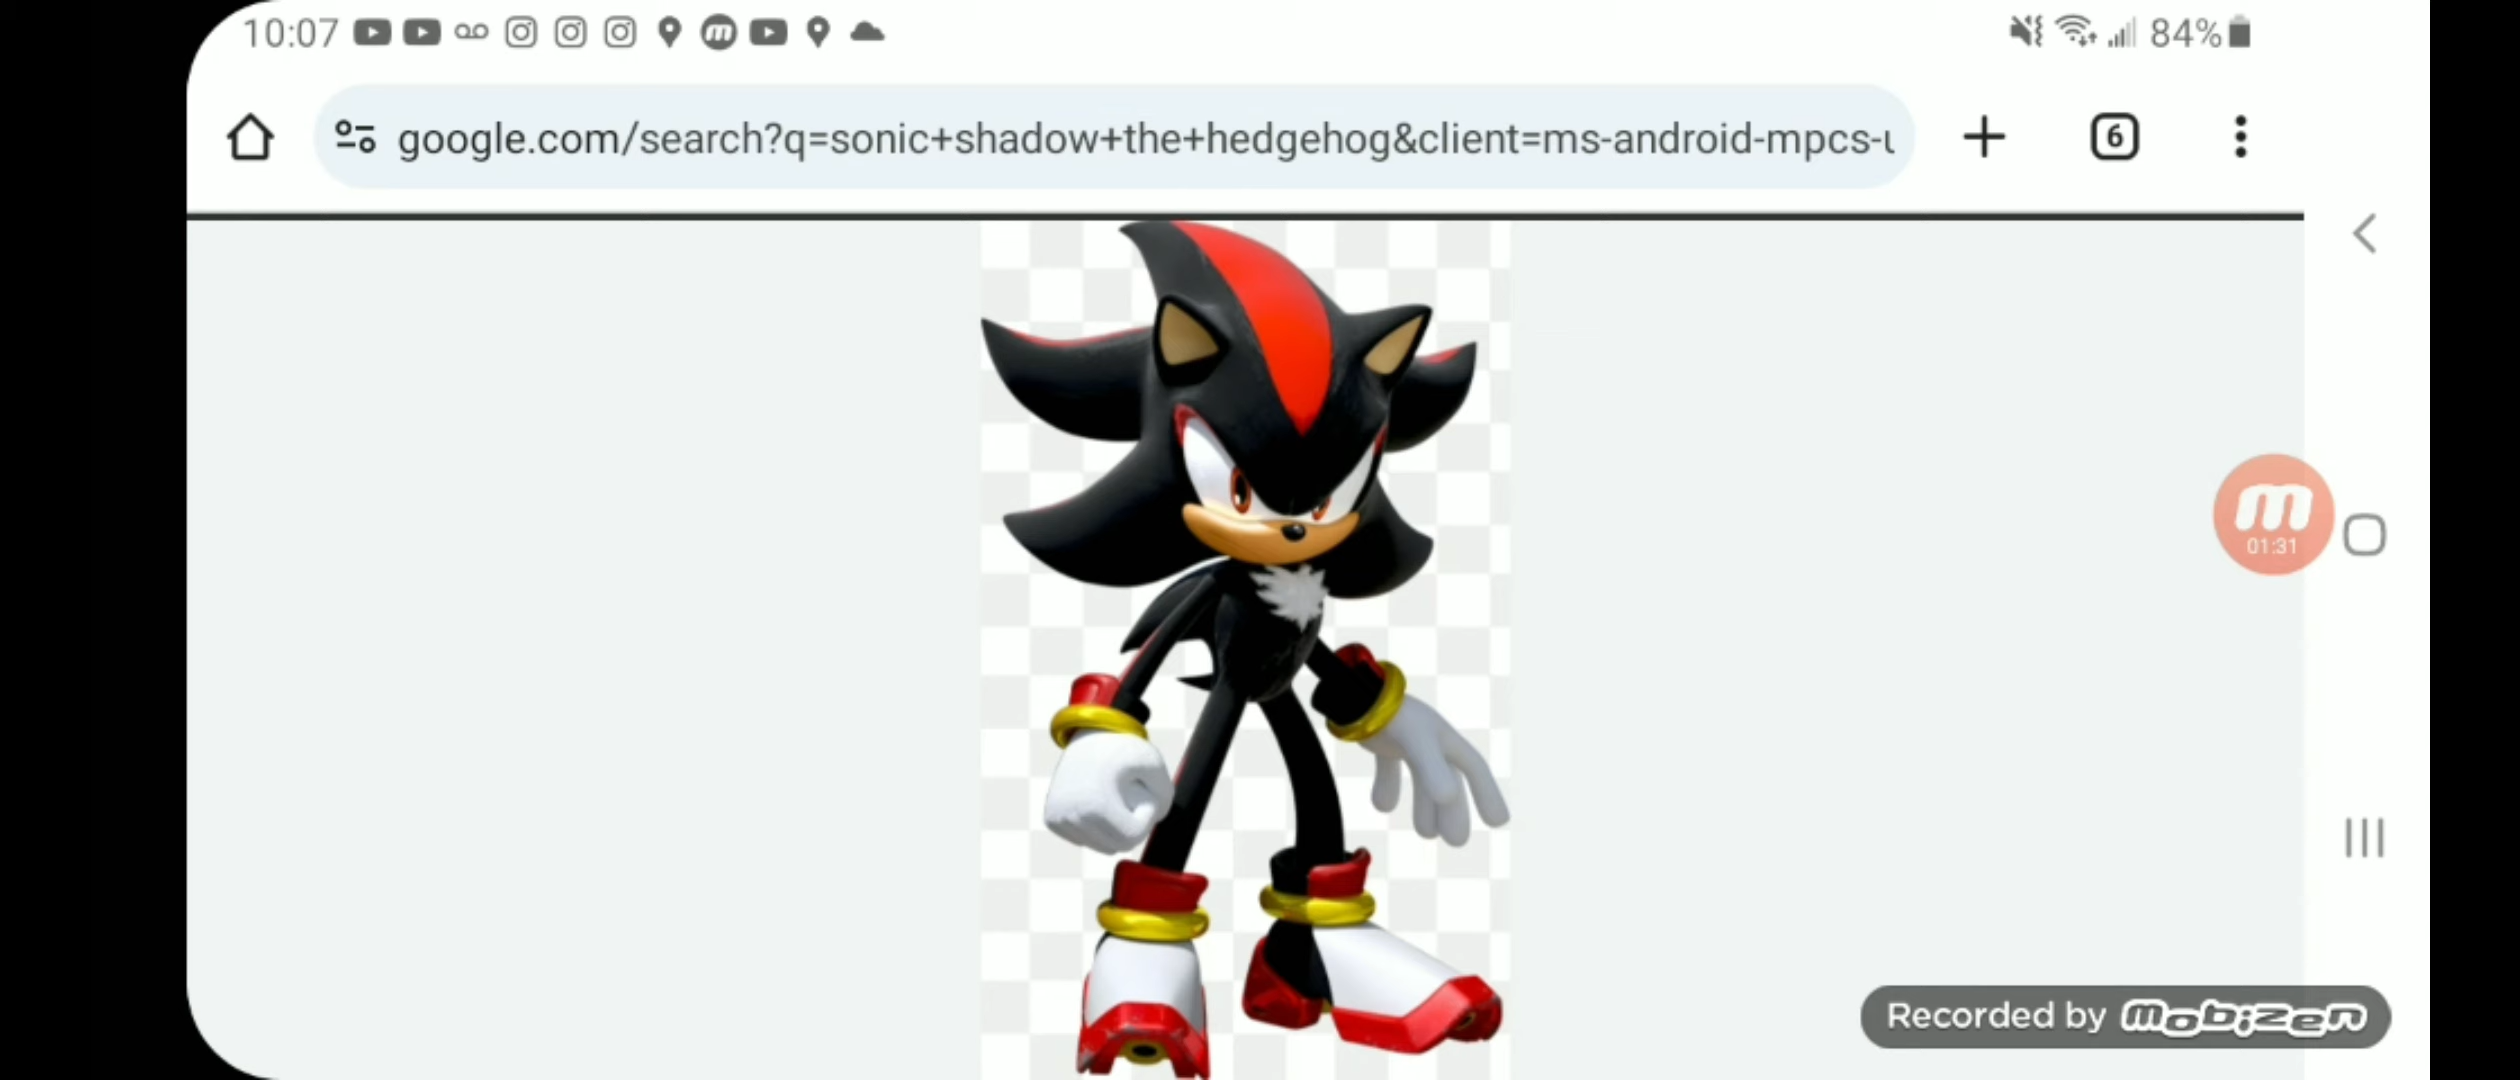 10:07
84%
google.com/search?q=sonic+shadow+the+hedgehog&client=ms-android-mpcs-u
6
m
01:31
Recorded by mobizen